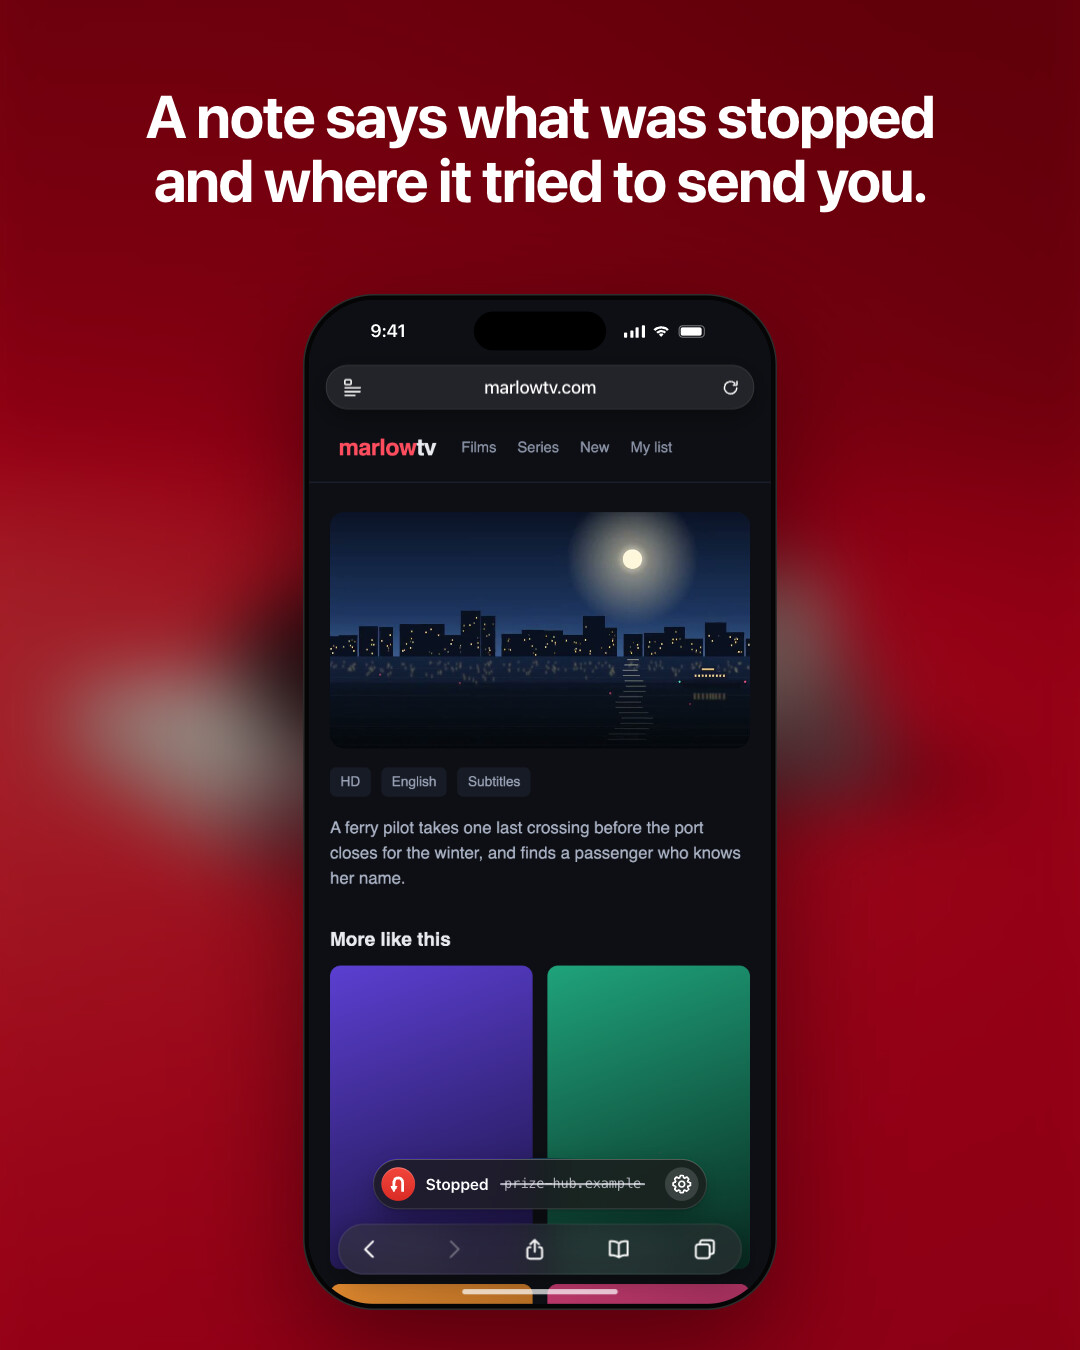 A note says what was stopped
and where it tried to send you.
9:41
marlowtv.com
marlowtv Films Series New My list
HD English Subtitles
A ferry pilot takes one last crossing before the port
closes for the winter, and finds a passenger who knows
her name.
More like this
Stopped prize-hub.example